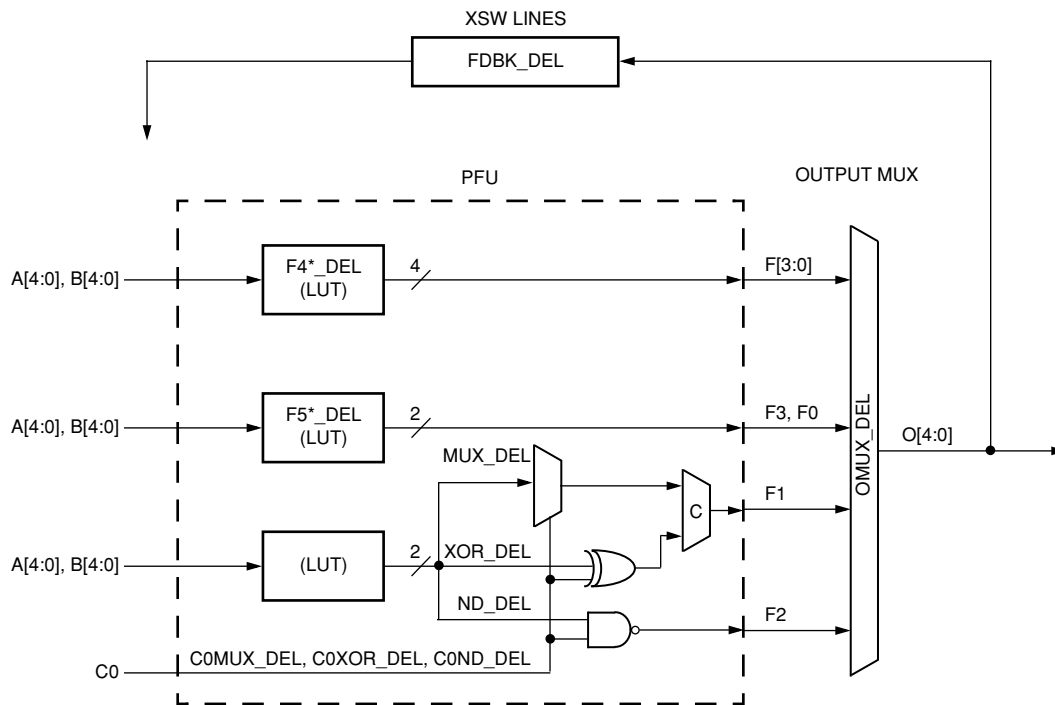 XSW LINES
FDBK_DEL
PFU
OUTPUT MUX
A[4:0], B[4:0]
F4*_DEL
(LUT)
4
F[3:0]
A[4:0], B[4:0]
F5*_DEL
(LUT)
2
F3, F0
OMUX_DEL
O[4:0]
MUX_DEL
C
F1
A[4:0], B[4:0]
(LUT)
2
XOR_DEL
ND_DEL
F2
C0
C0MUX_DEL, C0XOR_DEL, C0ND_DEL